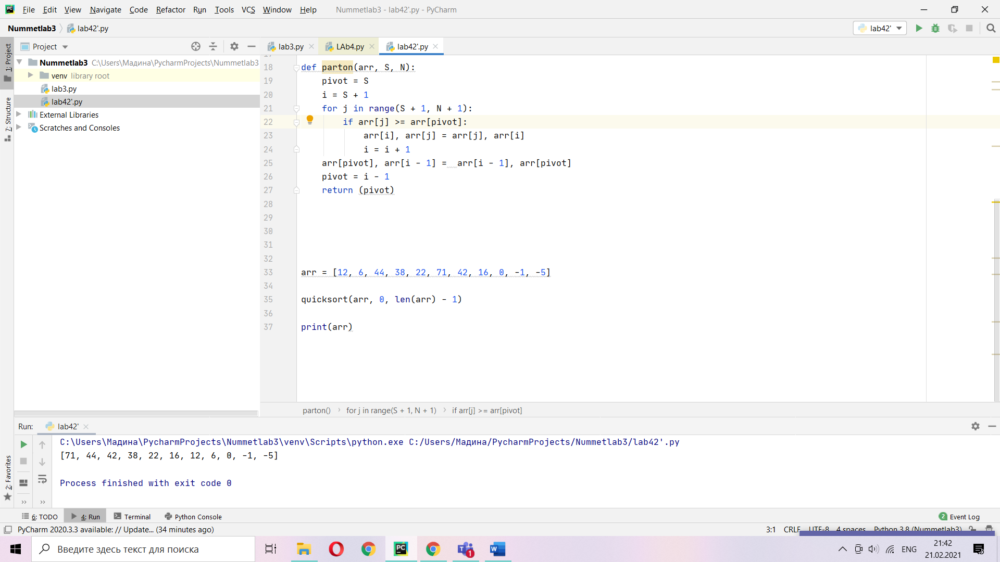 File Edit View Navigate Code Refactor Run Tools VCS Window Help Nummetlab3 - lab42'.py - PyCharm
Nummetlab3 lab42'.py lab42'
Project lab3.py LAb4.py lab42'.py
1: Project
7: Structure
2: Favorites
Nummetlab3 C:\Users\Мадина\PycharmProjects\Nummetlab3
venv library root
lab3.py
lab42'.py
External Libraries
Scratches and Consoles
18 def parton(arr, S, N):
19 pivot = S
20 i = S + 1
21 for j in range(S + 1, N + 1):
22 if arr[j] >= arr[pivot]:
23 arr[i], arr[j] = arr[j], arr[i]
24 i = i + 1
25 arr[pivot], arr[i - 1] =  arr[i - 1], arr[pivot]
26 pivot = i - 1
27 return (pivot)
28
29
30
31
32
33 arr = [12, 6, 44, 38, 22, 71, 42, 16, 0, -1, -5]
34
35 quicksort(arr, 0, len(arr) - 1)
36
37 print(arr)
parton() for j in range(S + 1, N + 1) if arr[j] >= arr[pivot]
Run: lab42'
C:\Users\Мадина\PycharmProjects\Nummetlab3\venv\Scripts\python.exe C:/Users/Мадина/PycharmProjects/Nummetlab3/lab42'.py
[71, 44, 42, 38, 22, 16, 12, 6, 0, -1, -5]
Process finished with exit code 0
6: TODO 4: Run Terminal Python Console 2 Event Log
PyCharm 2020.3.3 available: // Update... (34 minutes ago) 3:1 CRLF UTF-8 4 spaces Python 3.8 (Nummetlab3)
Введите здесь текст для поиска 1 ENG 21:42
21.02.2021